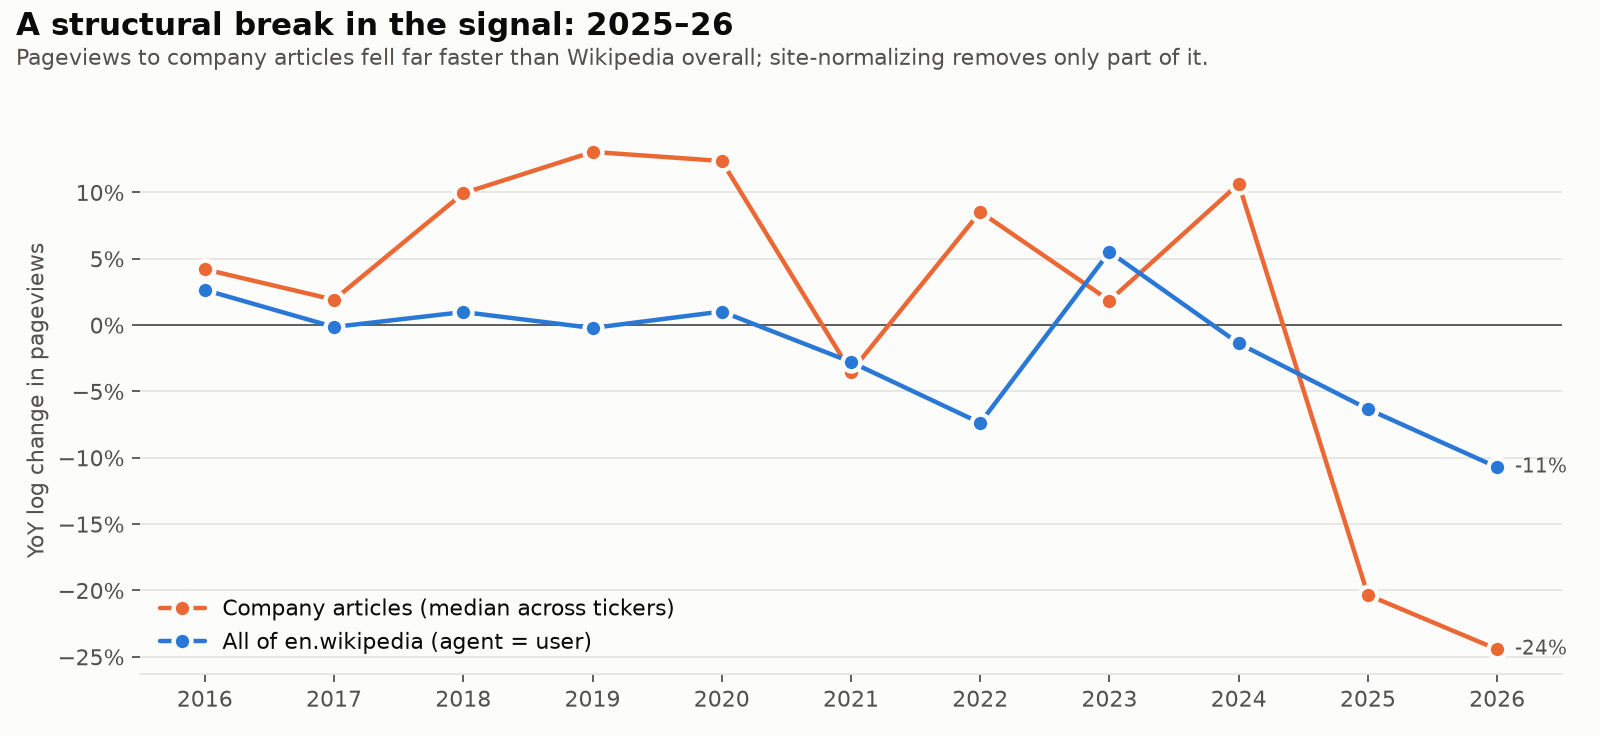 A structural break in the signal: 2025–26
Pageviews to company articles fell far faster than Wikipedia overall; site-normalizing removes only part of it.
YoY log change in pageviews
10%
5%
0%
−5%
−10%
−15%
−20%
−25%
-11%
-24%
Company articles (median across tickers)
All of en.wikipedia (agent = user)
2016 2017 2018 2019 2020 2021 2022 2023 2024 2025 2026